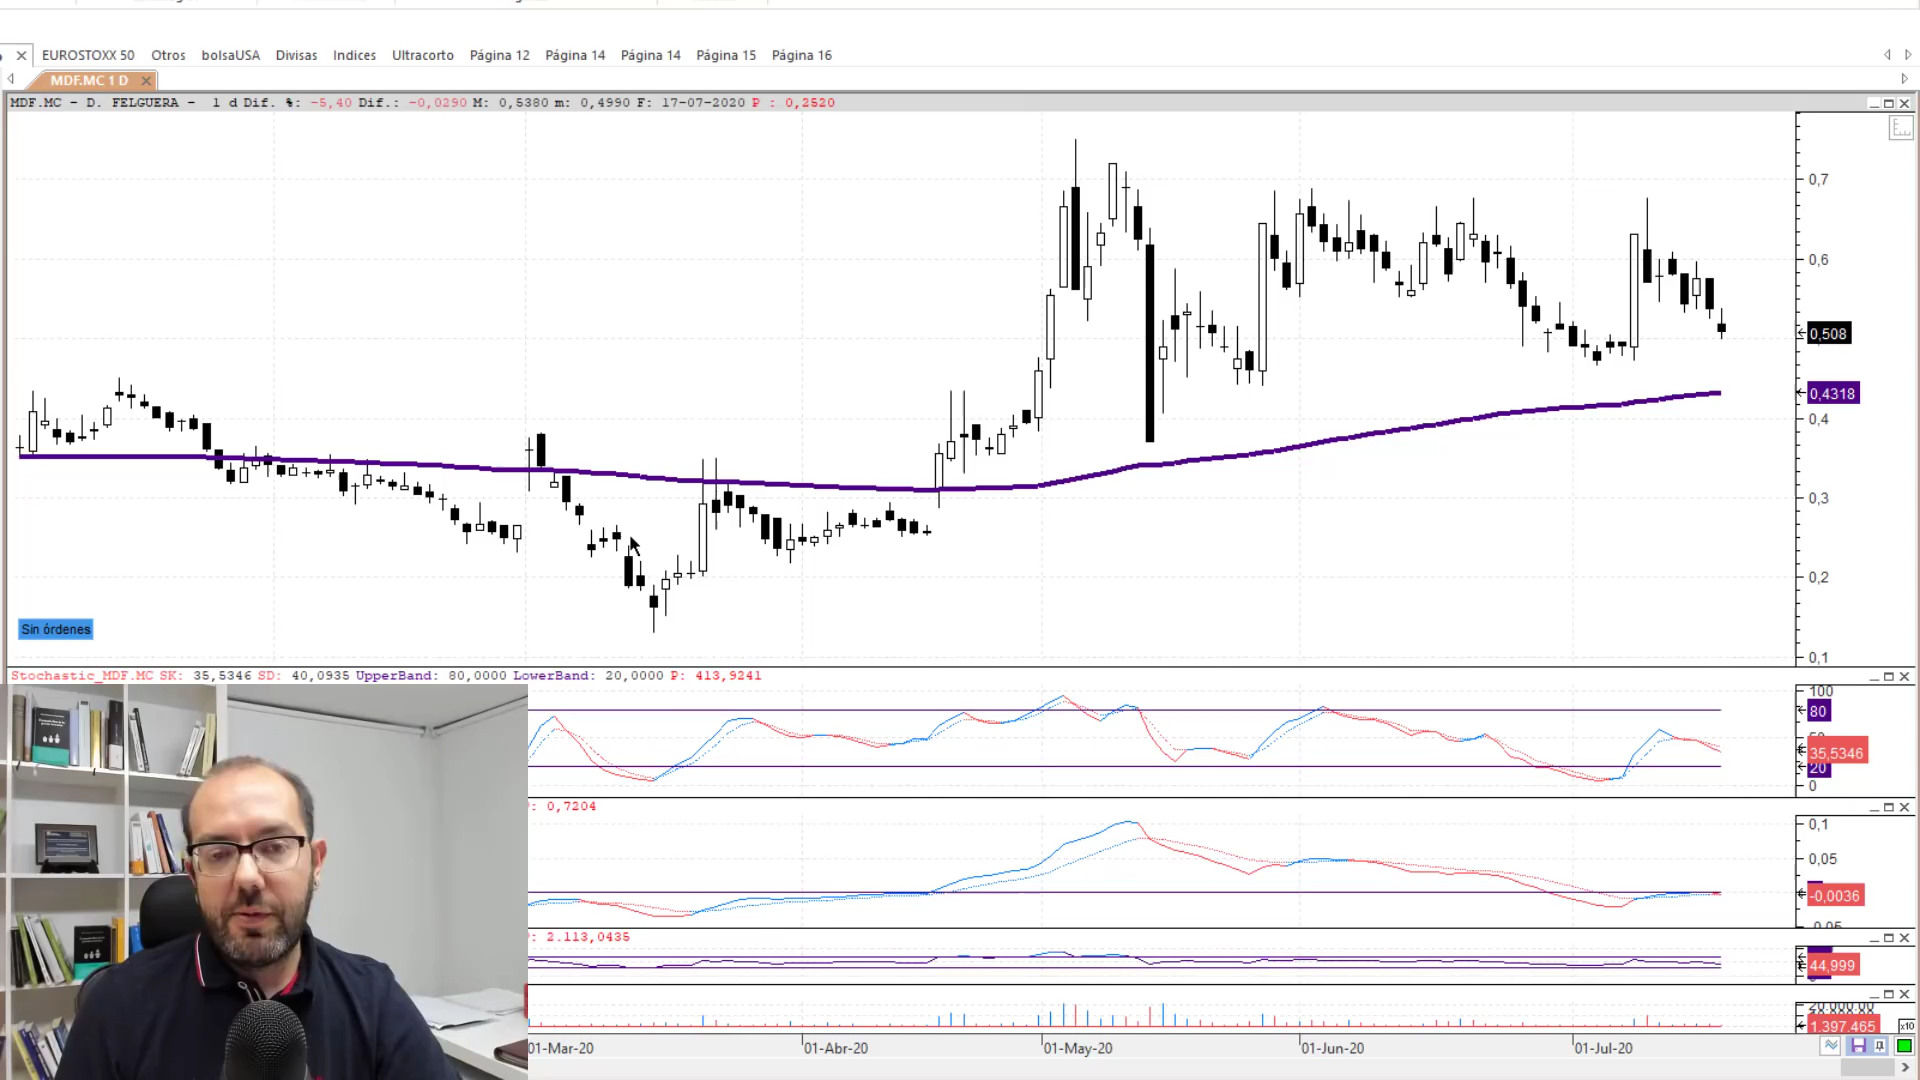 EUROSTOXX 50 Otros bolsaUSA Divisas Indices Ultracorto Página 12 Página 14 Página 14 Página 15 Página 16
MDF.MC 1 D
MDF.MC - D. FELGUERA - 1 d Dif. %: -5,40 Dif.: -0,0290 M: 0,5380 m: 0,4990 F: 17-07-2020 P : 0,2520
0,7
0,6
0,508
0,4318
0,4
0,3
0,2
0,1
Sin órdenes
Stochastic_MDF.MC SK: 35,5346 SD: 40,0935 UpperBand: 80,0000 LowerBand: 20,0000 P: 413,9241
100
80
35,5346
20
0
: 0,7204
0,1
0,05
-0,0036
: 2.113,0435
44,999
1.397.465
x10
01-Mar-20 01-Abr-20 01-May-20 01-Jun-20 01-Jul-20